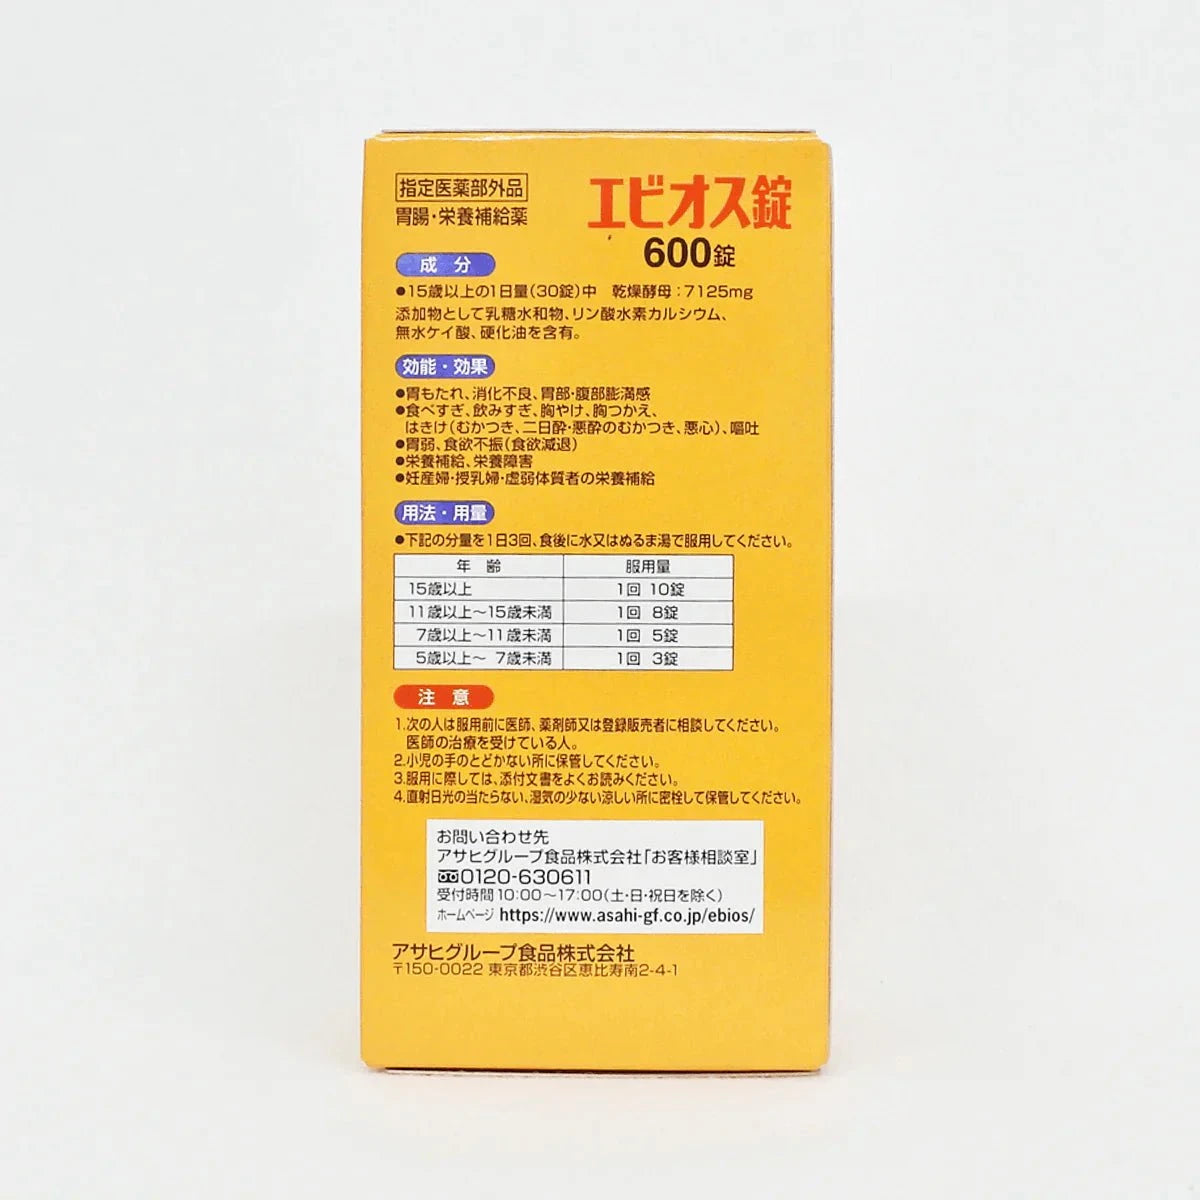 指定医薬部外品
胃腸・栄養補給薬
エビオス錠
600錠
成分
●15歳以上の1日量(30錠)中 乾燥酵母:7125mg
添加物として乳糖水和物、リン酸水素カルシウム、
無水ケイ酸、硬化油を含有。
効能・効果
●胃もたれ、消化不良、胃部・腹部膨満感
●食べすぎ、飲みすぎ、胸やけ、胸つかえ、
はきけ(むかつき、二日酔・悪酔のむかつき、悪心)、嘔吐
●胃弱、食欲不振(食欲減退)
●栄養補給、栄養障害
●妊産婦・授乳婦・虚弱体質者の栄養補給
用法・用量
●下記の分量を1日3回、食後に水又はぬるま湯で服用してください。
年齢 服用量
15歳以上 1回 10錠
11歳以上～15歳未満 1回 8錠
7歳以上～11歳未満 1回 5錠
5歳以上～ 7歳未満 1回 3錠
注意
1.次の人は服用前に医師、薬剤師又は登録販売者に相談してください。
医師の治療を受けている人。
2.小児の手のとどかない所に保管してください。
3.服用に際しては、添付文書をよくお読みください。
4.直射日光の当たらない、湿気の少ない涼しい所に密栓して保管してください。
お問い合わせ先
アサヒグループ食品株式会社「お客様相談室」
0120-630611
受付時間10:00～17:00(土・日・祝日を除く)
ホームページ https://www.asahi-gf.co.jp/ebios/
アサヒグループ食品株式会社
〒150-0022 東京都渋谷区恵比寿南2-4-1